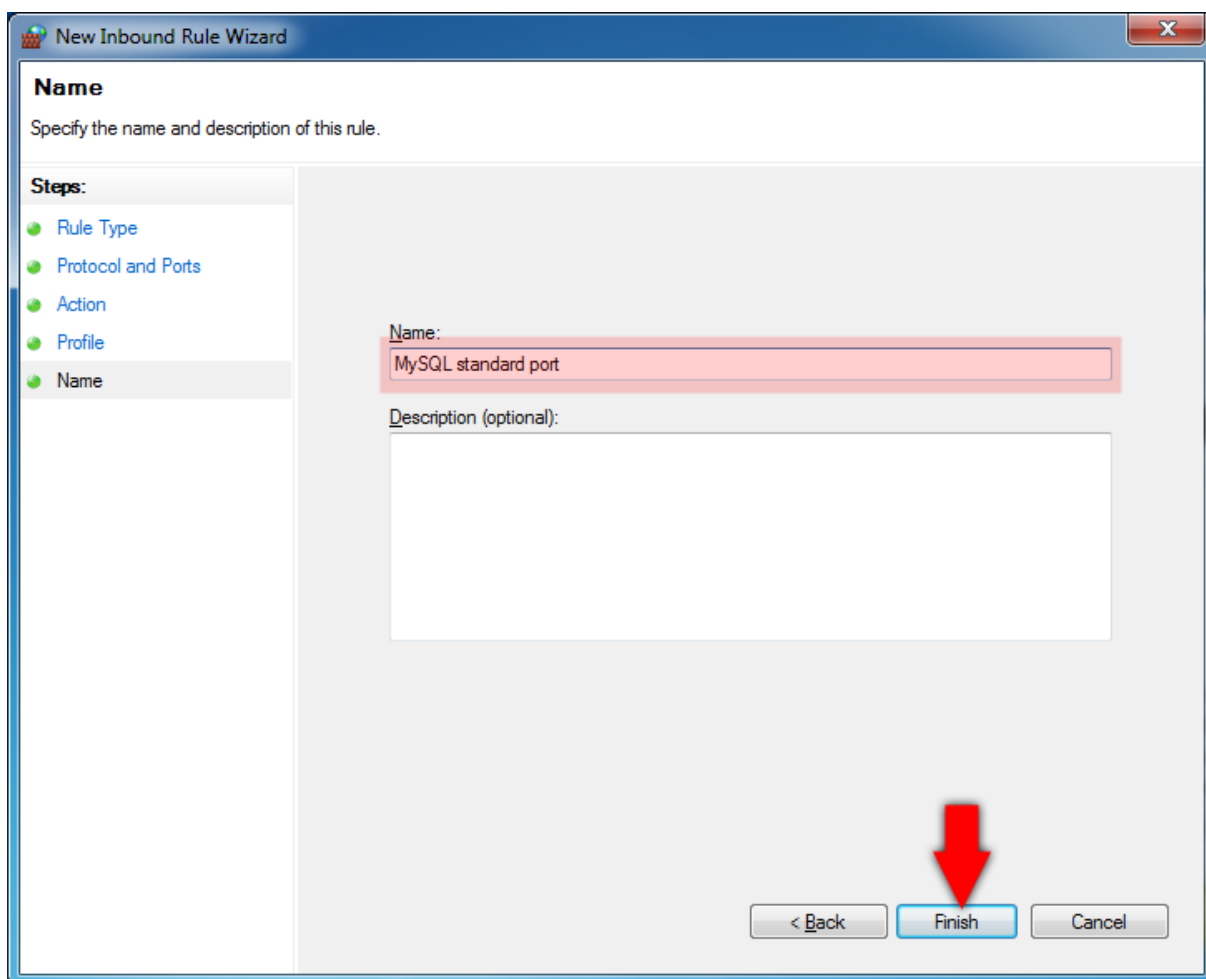 New Inbound Rule Wizard
Name
Specify the name and description of this rule.
Steps:
Rule Type
Protocol and Ports
Action
Profile
Name
Name:
MySQL standard port
Description (optional):
< Back
Finish
Cancel